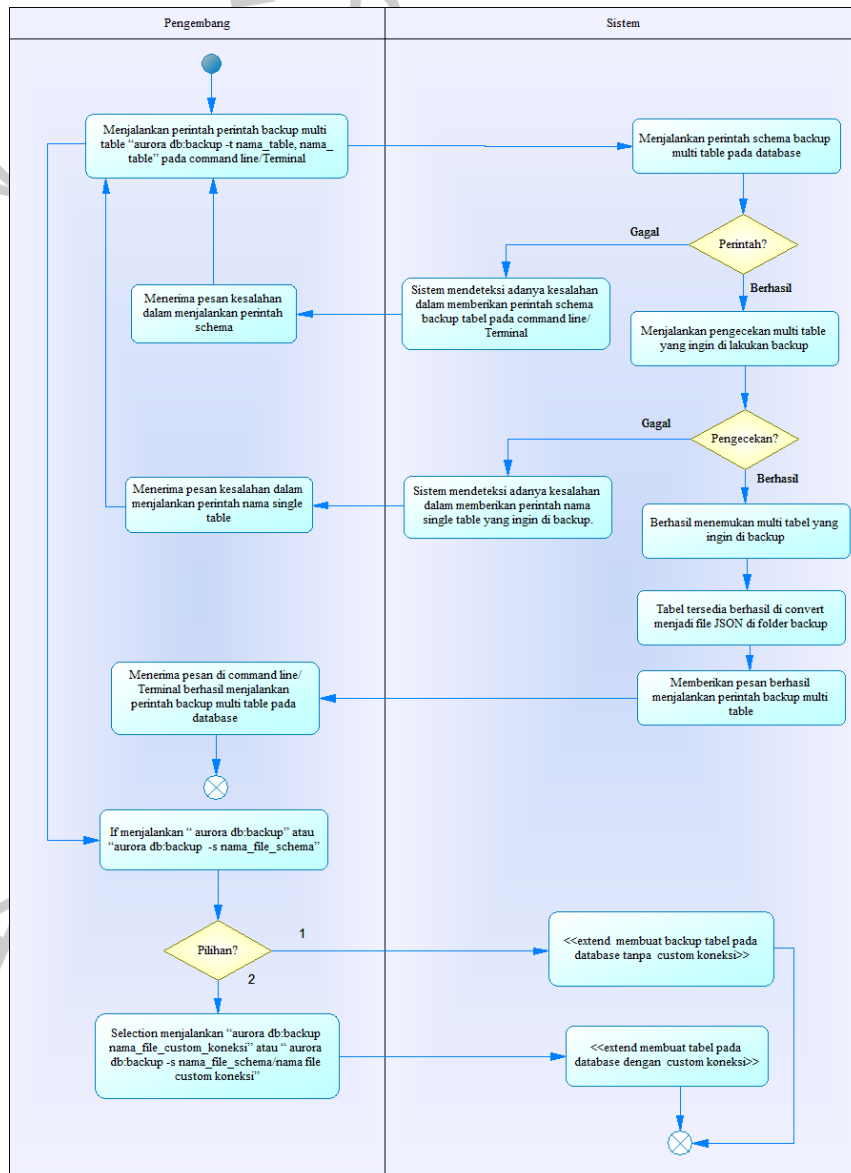 Pengembang
Sistem
Menjalankan perintah perintah backup multi
table “aurora db:backup -t nama_table, nama_
table” pada command line/Terminal
Menjalankan perintah schema backup
multi table pada database
Gagal
Perintah?
Berhasil
Sistem mendeteksi adanya kesalahan
dalam memberikan perintah schema
backup tabel pada command line/
Terminal
Menerima pesan kesalahan
dalam menjalankan perintah
schema
Menjalankan pengecekan multi table
yang ingin di lakukan backup
Gagal
Pengecekan?
Berhasil
Sistem mendeteksi adanya kesalahan
dalam memberikan perintah nama
single table yang ingin di backup.
Menerima pesan kesalahan dalam
menjalankan perintah nama single
table
Berhasil menemukan multi tabel yang
ingin di backup
Tabel tersedia berhasil di convert
menjadi file JSON di folder backup
Memberikan pesan berhasil
menjalankan perintah backup multi
table
Menerima pesan di command line/
Terminal berhasil menjalankan
perintah backup multi table pada
database
If menjalankan “ aurora db:backup” atau
“aurora db:backup -s nama_file_schema”
Pilihan?
1
2
<<extend membuat backup tabel pada
database tanpa custom koneksi>>
Selection menjalankan “aurora db:backup
nama_file_custom_koneksi” atau “ aurora
db:backup -s nama_file_schema/nama file
custom koneksi”
<<extend membuat tabel pada
database dengan custom koneksi>>